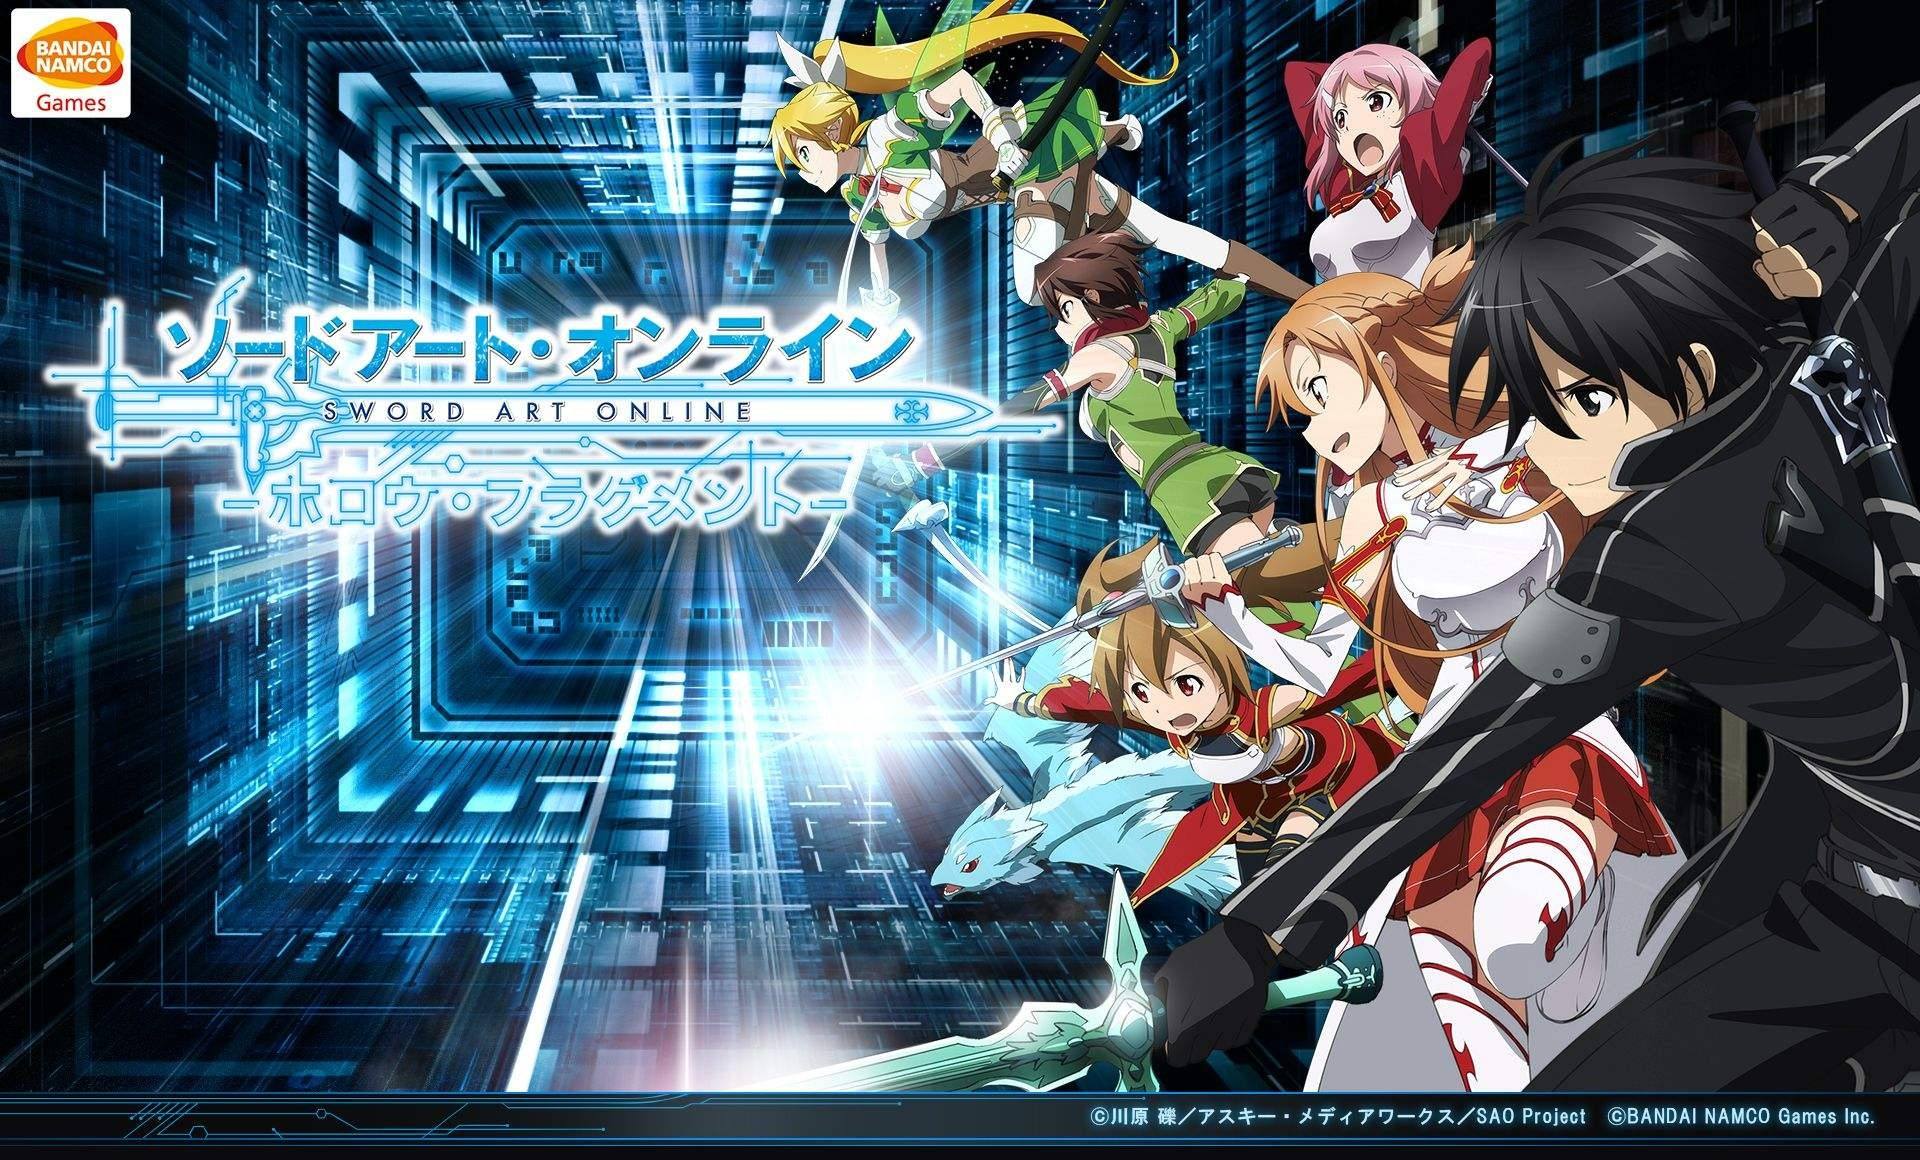 BANDAI
NAMCO
Games
ソードアート・オンライン
SWORD ART ONLINE
-ホロウ・フラグメント-
©川原 礫／アスキー・メディアワークス／SAO Project ©BANDAI NAMCO Games Inc.